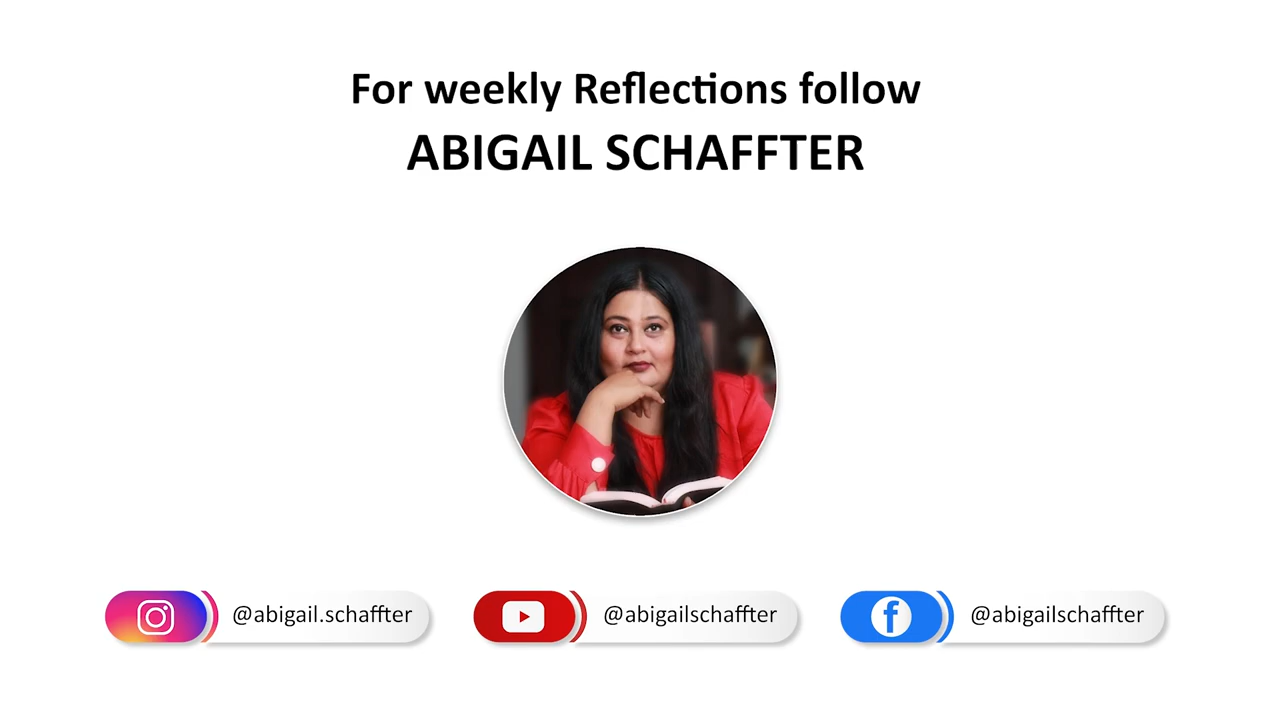 For weekly Reflections follow
ABIGAIL SCHAFFTER
@abigail.schaffter
@abigailschaffter
@abigailschaffter